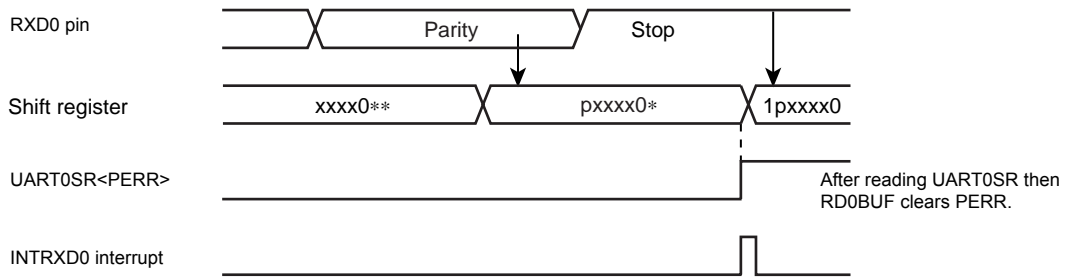 RXD0 pin
Parity
Stop
Shift register
xxxx0**
pxxxx0*
1pxxxx0
UART0SR<PERR>
After reading UART0SR then
RD0BUF clears PERR.
INTRXD0 interrupt